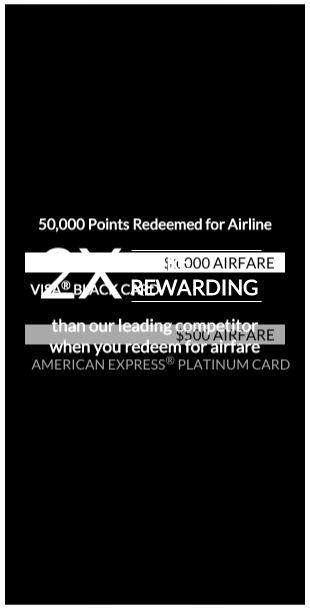 50,000 Points Redeemed for Airline
2X
$1,000 AIRFARE
VISA® BLACK CARD
REWARDING
than our leading competitor
$500 AIRFARE
when you redeem for airfare
AMERICAN EXPRESS® PLATINUM CARD